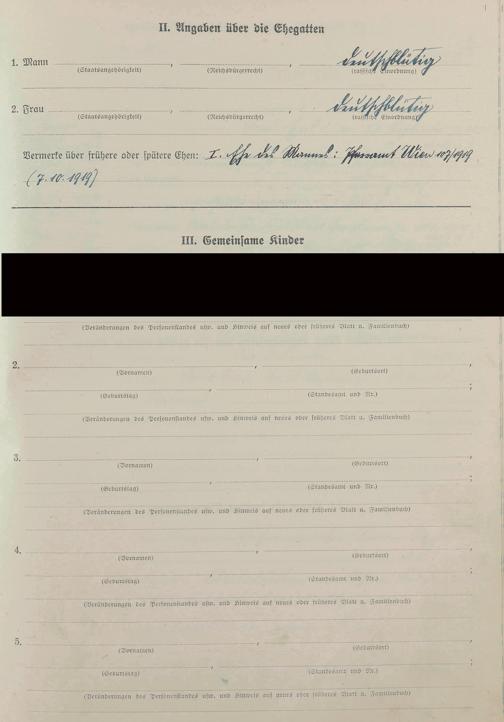 II. Angaben über die Ehegatten
1. Mann , , deutschblütig
(Staatsangehörigkeit) (Reichsbürgerrecht) (rassische Einordnung)
2. Frau , , deutschblütig
(Staatsangehörigkeit) (Reichsbürgerrecht) (rassische Einordnung)
Vermerke über frühere oder spätere Ehen: I. Ehe des Mannes: Pfarramt Wien 107/1919
(7.10.1919)
III. Gemeinsame Kinder
(Veränderungen des Personenstandes usw. und Hinweis auf neues oder früheres Blatt u. Familienbuch)
2. , ,
(Vornamen) (Geburtsort)
, ;
(Geburtstag) (Standesamt und Nr.)
(Veränderungen des Personenstandes usw. und Hinweis auf neues oder früheres Blatt u. Familienbuch)
3. , ,
(Vornamen) (Geburtsort)
, ;
(Geburtstag) (Standesamt und Nr.)
(Veränderungen des Personenstandes usw. und Hinweis auf neues oder früheres Blatt u. Familienbuch)
4. , ,
(Vornamen) (Geburtsort)
, ;
(Geburtstag) (Standesamt und Nr.)
(Veränderungen des Personenstandes usw. und Hinweis auf neues oder früheres Blatt u. Familienbuch)
5. , ,
(Vornamen) (Geburtsort)
, ;
(Geburtstag) (Standesamt und Nr.)
(Veränderungen des Personenstandes usw. und Hinweis auf neues oder früheres Blatt u. Familienbuch)